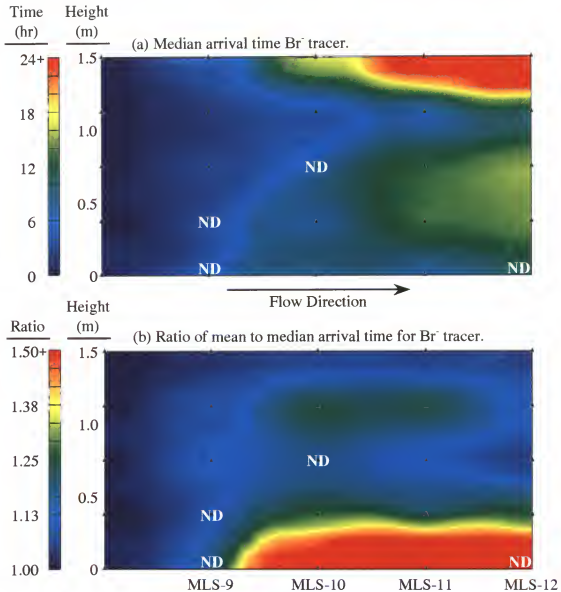 Time Height
(hr) (m)
(a) Median arrival time Br⁻ tracer.
24+ 1.5
18
1.0
12
ND
0.5
6 ND
ND ND
0 0
Flow Direction
Height
Ratio (m)
(b) Ratio of mean to median arrival time for Br⁻ tracer.
1.50+ 1.5
1.38
1.0
1.25 ND
0.5
1.13 ND
ND ND
1.00 0
MLS-9 MLS-10 MLS-11 MLS-12